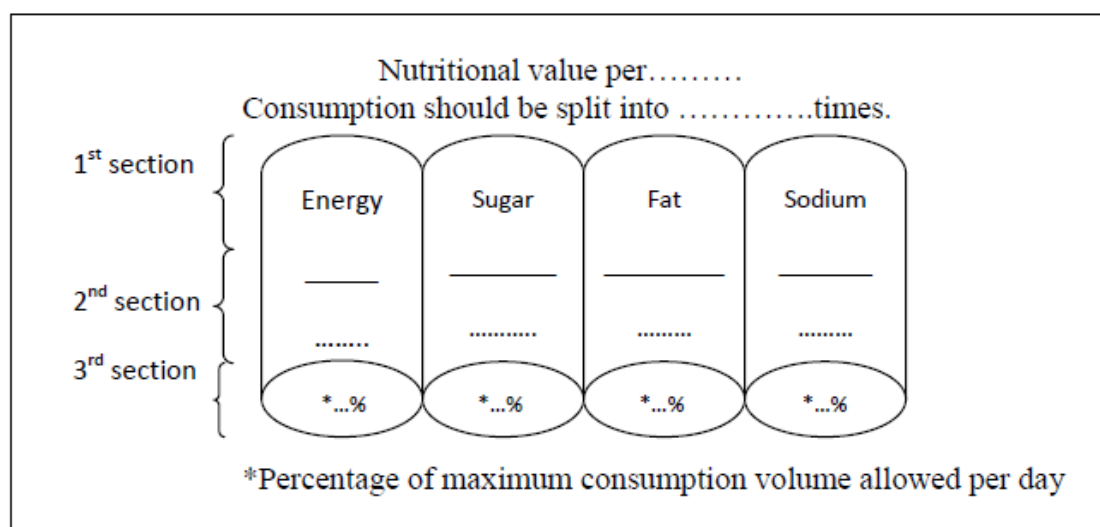 Nutritional value per………
Consumption should be split into ………….times.
1st section
Energy Sugar Fat Sodium
2nd section
........ ........... ......... .........
3rd section
*...% *...% *...% *...%
*Percentage of maximum consumption volume allowed per day